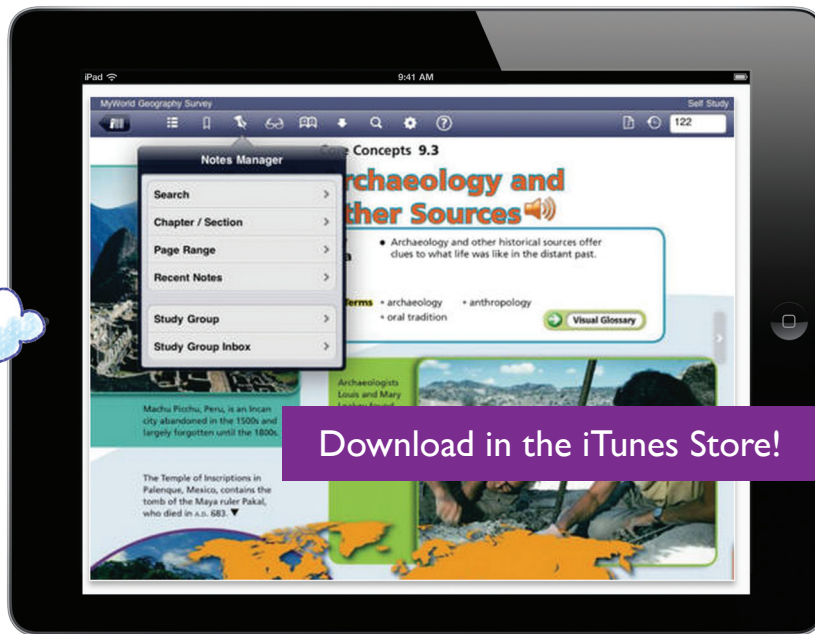 iPad
9:41 AM
MyWorld Geography Survey
Self Study
122
Notes Manager
Search
Chapter / Section
Page Range
Recent Notes
Study Group
Study Group Inbox
Concepts 9.3
rchaeology and
ther Sources
• Archaeology and other historical sources offer
clues to what life was like in the distant past.
Terms • archaeology • anthropology
• oral tradition
Visual Glossary
Machu Picchu, Peru, is an Incan
city abandoned in the 1500s and
largely forgotten until the 1800s.
Archaeologists
Louis and Mary
The Temple of Inscriptions in
Palenque, Mexico, contains the
tomb of the Maya ruler Pakal,
who died in A.D. 683. ▼
Download in the iTunes Store!